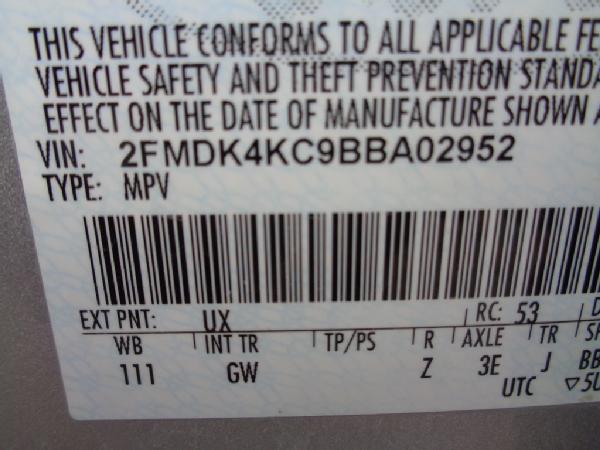 THIS VEHICLE CONFORMS TO ALL APPLICABLE FE
VEHICLE SAFETY AND THEFT PREVENTION STANDA
EFFECT ON THE DATE OF MANUFACTURE SHOWN A
VIN: 2FMDK4KC9BBA02952
TYPE: MPV
EXT PNT: UX RC: 53 D
WB INT TR TP/PS R AXLE TR SP
111 GW Z 3E J BB
UTC ▽5U